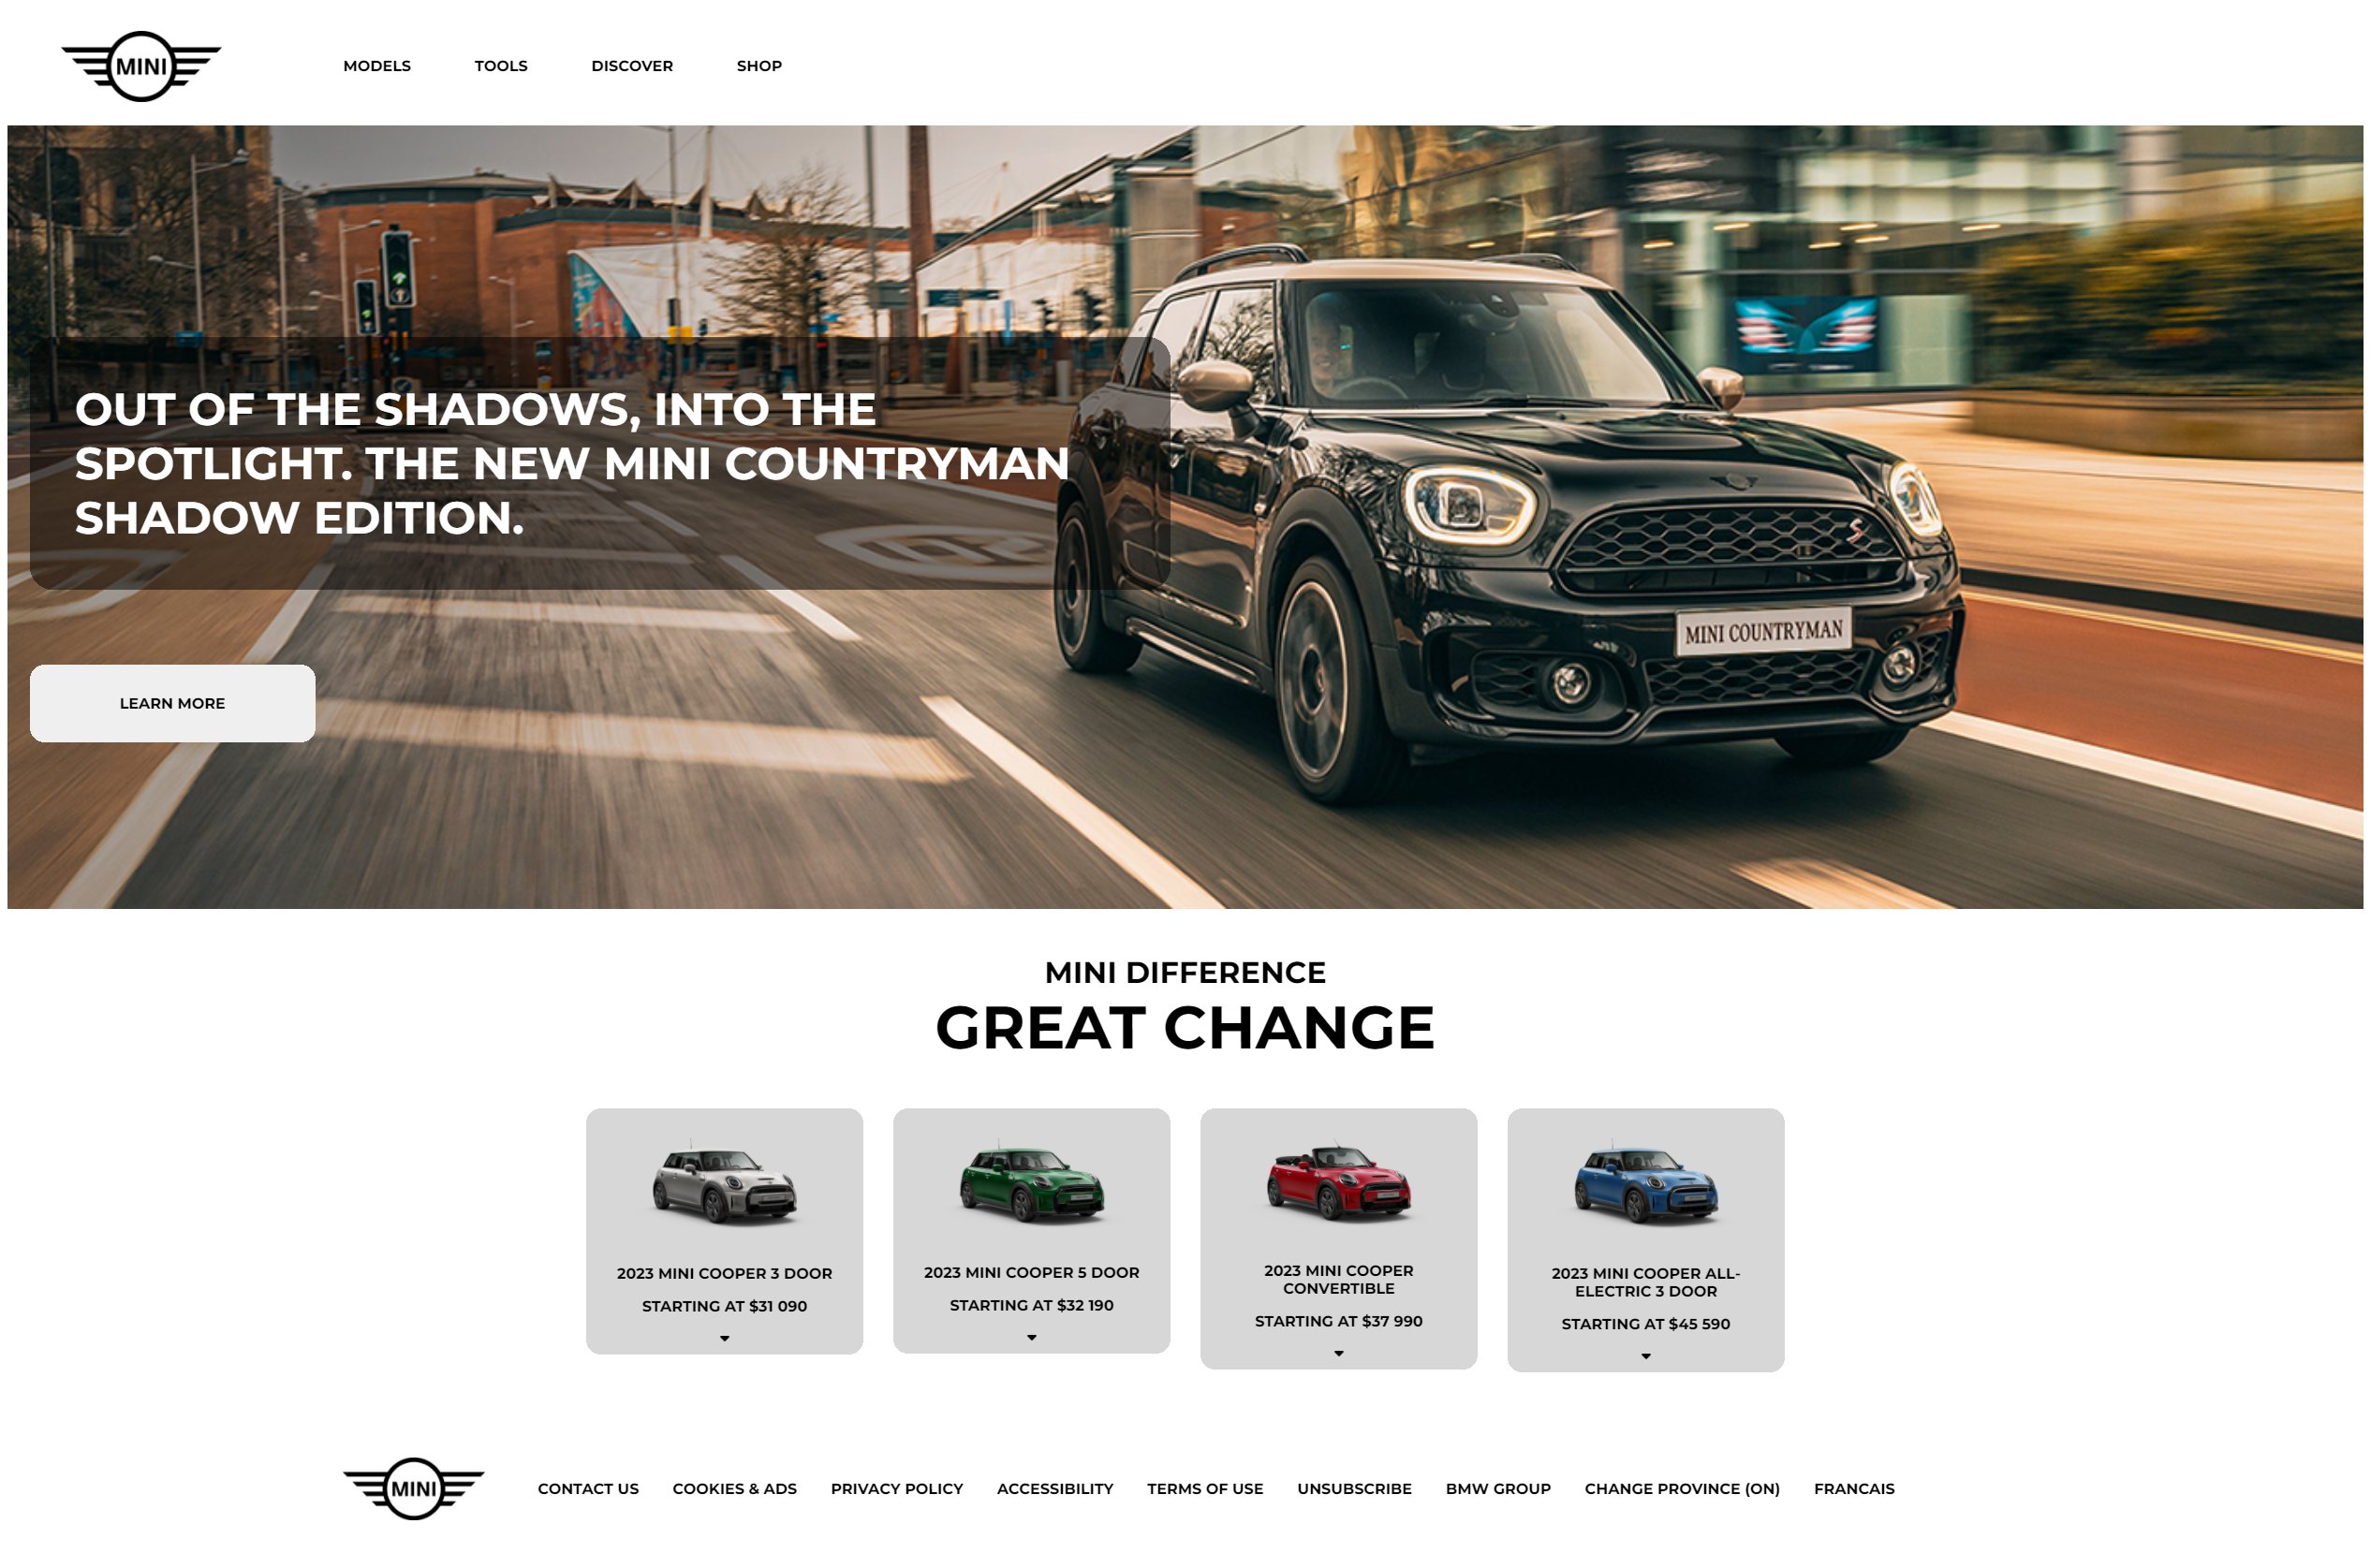 MINI
MODELS
TOOLS
DISCOVER
SHOP
OUT OF THE SHADOWS, INTO THE
SPOTLIGHT. THE NEW MINI COUNTRYMAN
SHADOW EDITION.
MINI COUNTRYMAN
LEARN MORE
MINI DIFFERENCE
GREAT CHANGE
2023 MINI COOPER 3 DOOR
STARTING AT $31 090
2023 MINI COOPER 5 DOOR
STARTING AT $32 190
2023 MINI COOPER
CONVERTIBLE
STARTING AT $37 990
2023 MINI COOPER ALL-
ELECTRIC 3 DOOR
STARTING AT $45 590
MINI
CONTACT US
COOKIES & ADS
PRIVACY POLICY
ACCESSIBILITY
TERMS OF USE
UNSUBSCRIBE
BMW GROUP
CHANGE PROVINCE (ON)
FRANCAIS